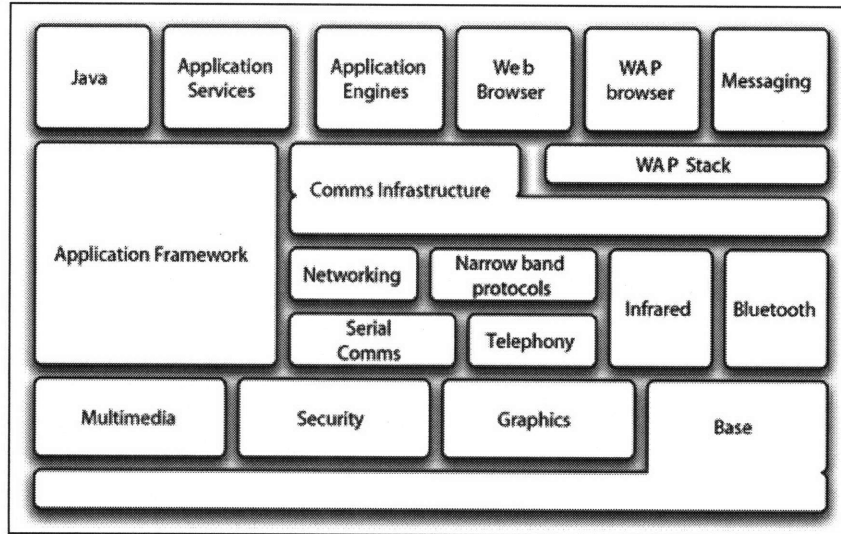 Java
Application
Services
Application
Engines
Web
Browser
WAP
browser
Messaging
WAP Stack
Comms Infrastructure
Application Framework
Networking
Narrow band
protocols
Infrared
Bluetooth
Serial
Comms
Telephony
Multimedia
Security
Graphics
Base